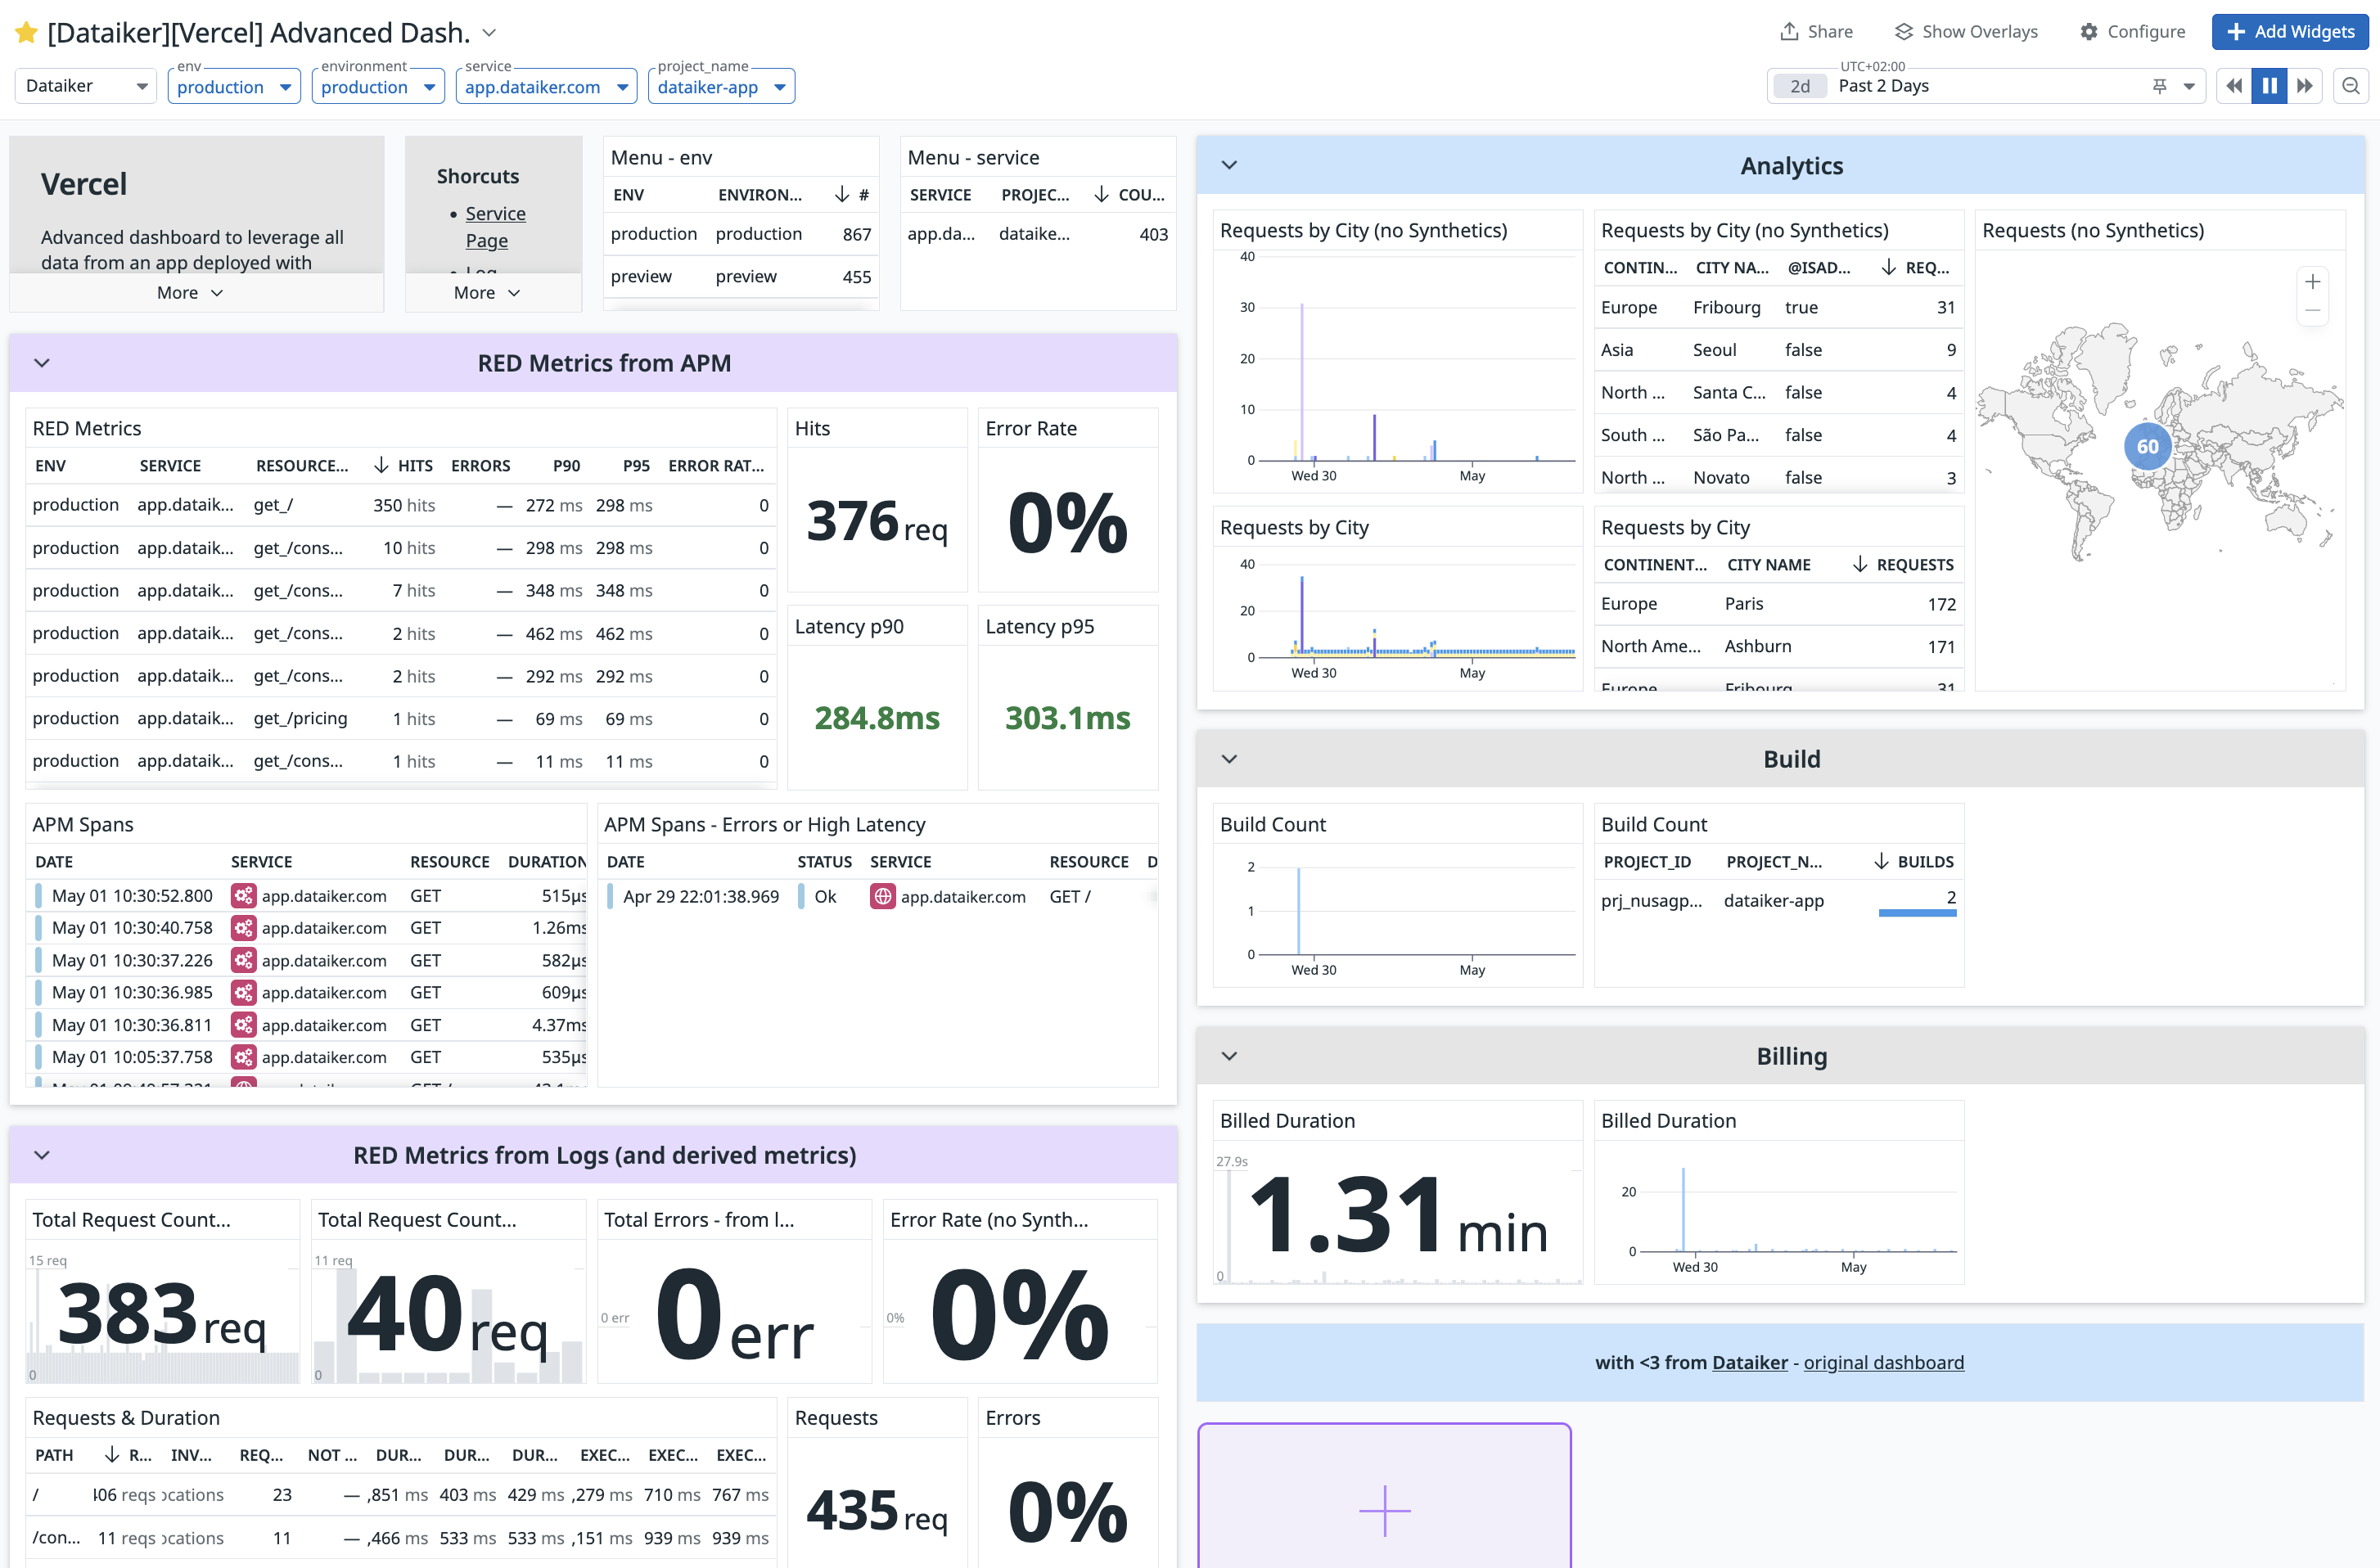 [Dataiker][Vercel] Advanced Dash.
Share
Show Overlays
Configure
Add Widgets
Dataiker
env
production
environment
production
service
app.dataiker.com
project_name
dataiker-app
UTC+02:00
2d Past 2 Days
Vercel
Advanced dashboard to leverage all
data from an app deployed with
More
Shorcuts
• Service
Page
More
Menu - env
ENV ENVIRON... #
production production 867
preview preview 455
Menu - service
SERVICE PROJEC... COU...
app.da... dataike... 403
RED Metrics from APM
RED Metrics
ENV SERVICE RESOURCE... HITS ERRORS P90 P95 ERROR RAT...
production app.dataik... get_/ 350 hits — 272 ms 298 ms 0
production app.dataik... get_/cons... 10 hits — 298 ms 298 ms 0
production app.dataik... get_/cons... 7 hits — 348 ms 348 ms 0
production app.dataik... get_/cons... 2 hits — 462 ms 462 ms 0
production app.dataik... get_/cons... 2 hits — 292 ms 292 ms 0
production app.dataik... get_/pricing 1 hits — 69 ms 69 ms 0
production app.dataik... get_/cons... 1 hits — 11 ms 11 ms 0
Hits
376 req
Error Rate
0%
Latency p90
284.8ms
Latency p95
303.1ms
APM Spans
DATE SERVICE RESOURCE DURATION
May 01 10:30:52.800 app.dataiker.com GET 515µs
May 01 10:30:40.758 app.dataiker.com GET 1.26ms
May 01 10:30:37.226 app.dataiker.com GET 582µs
May 01 10:30:36.985 app.dataiker.com GET 609µs
May 01 10:30:36.811 app.dataiker.com GET 4.37ms
May 01 10:05:37.758 app.dataiker.com GET 535µs
APM Spans - Errors or High Latency
DATE STATUS SERVICE RESOURCE D
Apr 29 22:01:38.969 Ok app.dataiker.com GET /
RED Metrics from Logs (and derived metrics)
Total Request Count...
15 req
383 req
0
Total Request Count...
11 req
40 req
0
Total Errors - from l...
0 err
0 err
Error Rate (no Synth...
0%
0%
Requests & Duration
PATH R... INV... REQ... NOT ... DUR... DUR... DUR... EXEC... EXEC... EXEC...
/ 406 reqs ocations 23 — ,851 ms 403 ms 429 ms ,279 ms 710 ms 767 ms
/con... 11 reqs ocations 11 — ,466 ms 533 ms 533 ms ,151 ms 939 ms 939 ms
Requests
435 req
Errors
0%
Analytics
Requests by City (no Synthetics)
40
30
20
10
0
Wed 30 May
Requests by City (no Synthetics)
CONTIN... CITY NA... @ISAD... REQ...
Europe Fribourg true 31
Asia Seoul false 9
North ... Santa C... false 4
South ... São Pa... false 4
North ... Novato false 3
Requests (no Synthetics)
60
Requests by City
40
20
0
Wed 30 May
Requests by City
CONTINENT... CITY NAME REQUESTS
Europe Paris 172
North Ame... Ashburn 171
Europe Fribourg 31
Build
Build Count
2
1
0
Wed 30 May
Build Count
PROJECT_ID PROJECT_N... BUILDS
prj_nusagp... dataiker-app 2
Billing
Billed Duration
27.9s
1.31 min
0
Billed Duration
20
0
Wed 30 May
with <3 from Dataiker - original dashboard